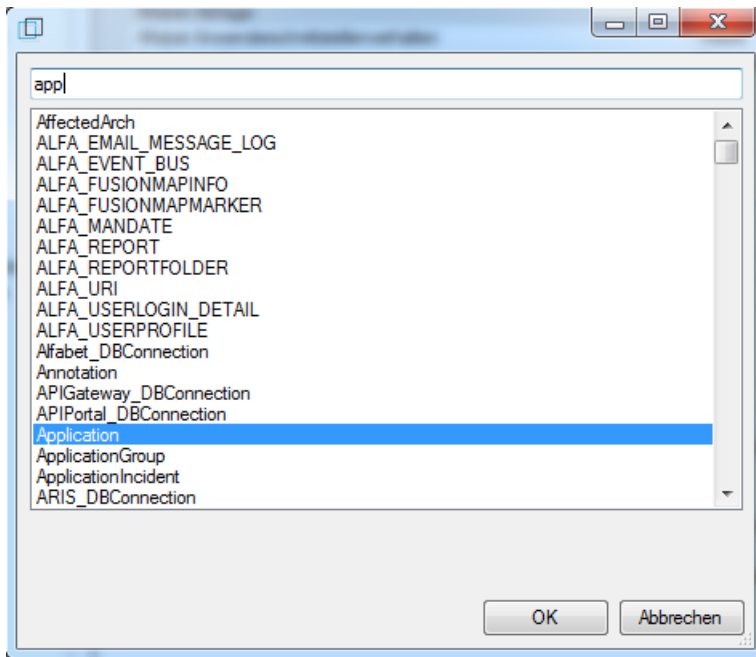 app
AffectedArch
ALFA_EMAIL_MESSAGE_LOG
ALFA_EVENT_BUS
ALFA_FUSIONMAPINFO
ALFA_FUSIONMAPMARKER
ALFA_MANDATE
ALFA_REPORT
ALFA_REPORTFOLDER
ALFA_URI
ALFA_USERLOGIN_DETAIL
ALFA_USERPROFILE
Alfabet_DBConnection
Annotation
APIGateway_DBConnection
APIPortal_DBConnection
Application
ApplicationGroup
ApplicationIncident
ARIS_DBConnection
OK Abbrechen